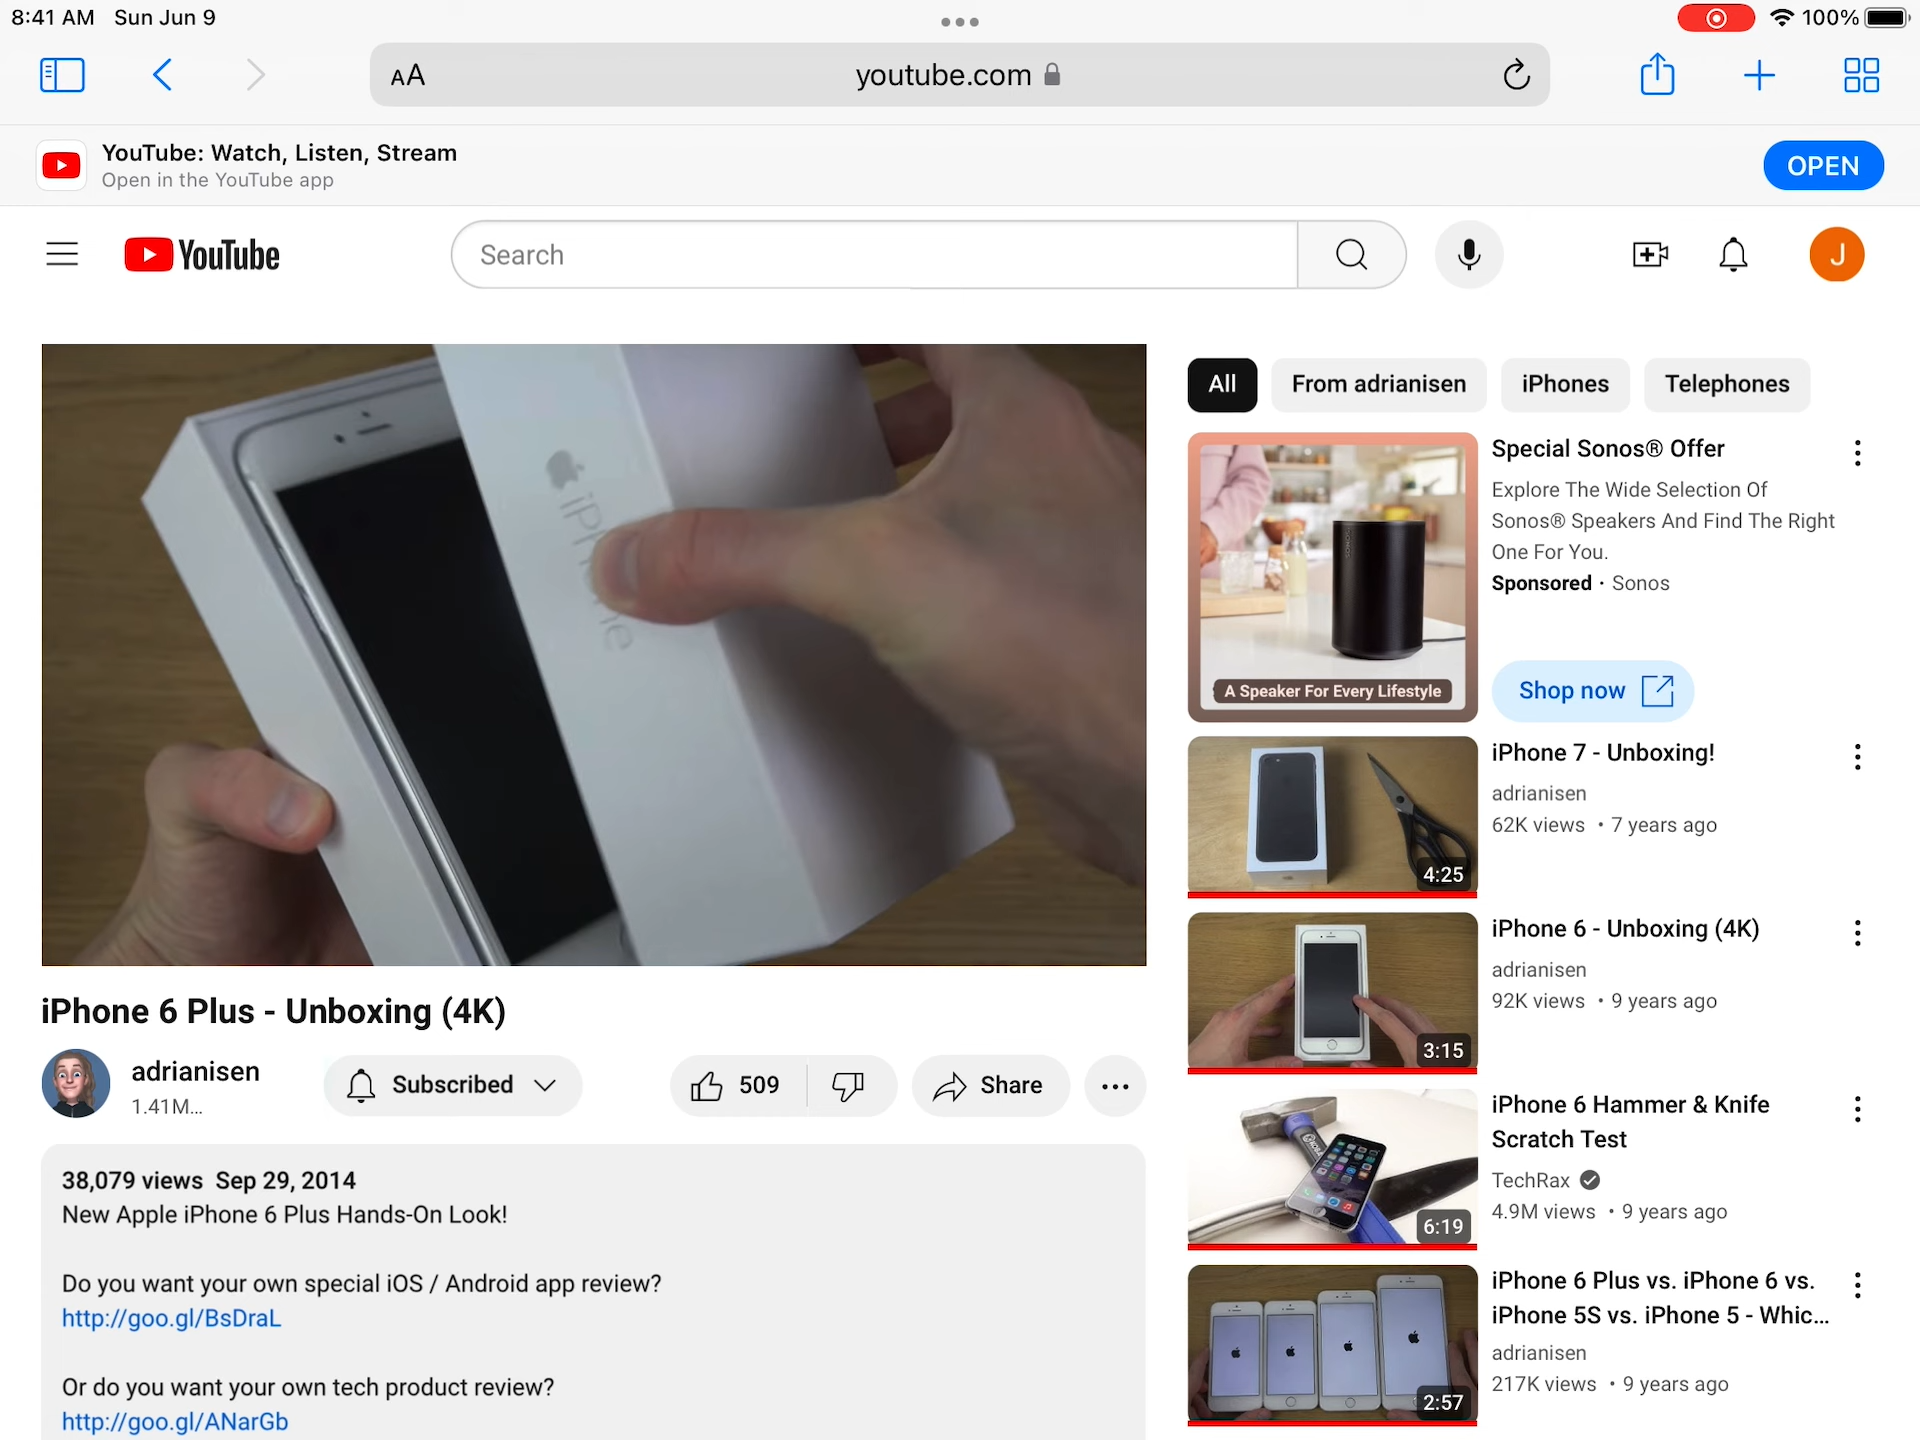 8:41 AM Sun Jun 9
100%
AA
youtube.com
YouTube: Watch, Listen, Stream
Open in the YouTube app
OPEN
YouTube
Search
J
iPhone
All
From adrianisen
iPhones
Telephones
Special Sonos® Offer
Explore The Wide Selection Of
Sonos® Speakers And Find The Right
One For You.
Sponsored · Sonos
SONOS
A Speaker For Every Lifestyle
Shop now
iPhone 7 - Unboxing!
adrianisen
62K views • 7 years ago
4:25
iPhone 6 - Unboxing (4K)
adrianisen
92K views • 9 years ago
3:15
iPhone 6 Hammer & Knife
Scratch Test
TechRax
4.9M views • 9 years ago
6:19
iPhone 6 Plus vs. iPhone 6 vs.
iPhone 5S vs. iPhone 5 - Whic...
adrianisen
217K views • 9 years ago
2:57
iPhone 6 Plus - Unboxing (4K)
adrianisen
1.41M...
Subscribed
509
Share
38,079 views Sep 29, 2014
New Apple iPhone 6 Plus Hands-On Look!
Do you want your own special iOS / Android app review?
http://goo.gl/BsDraL
Or do you want your own tech product review?
http://goo.gl/ANarGb